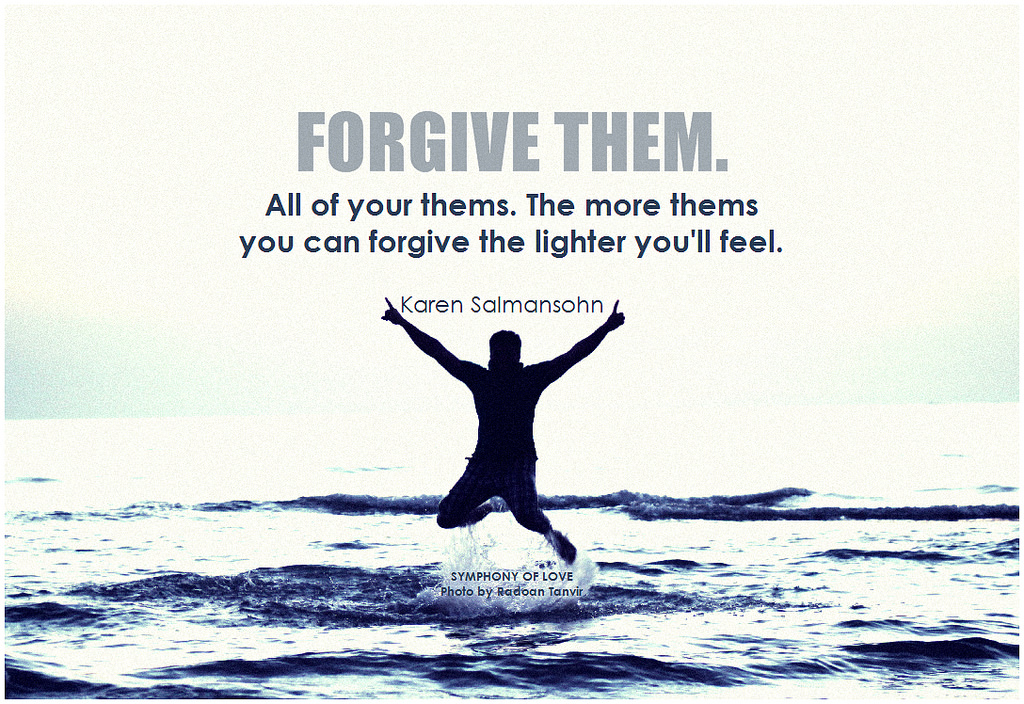 FORGIVE THEM.
All of your thems. The more thems
you can forgive the lighter you'll feel.
Karen Salmansohn
SYMPHONY OF LOVE
Photo by Radoan Tanvir